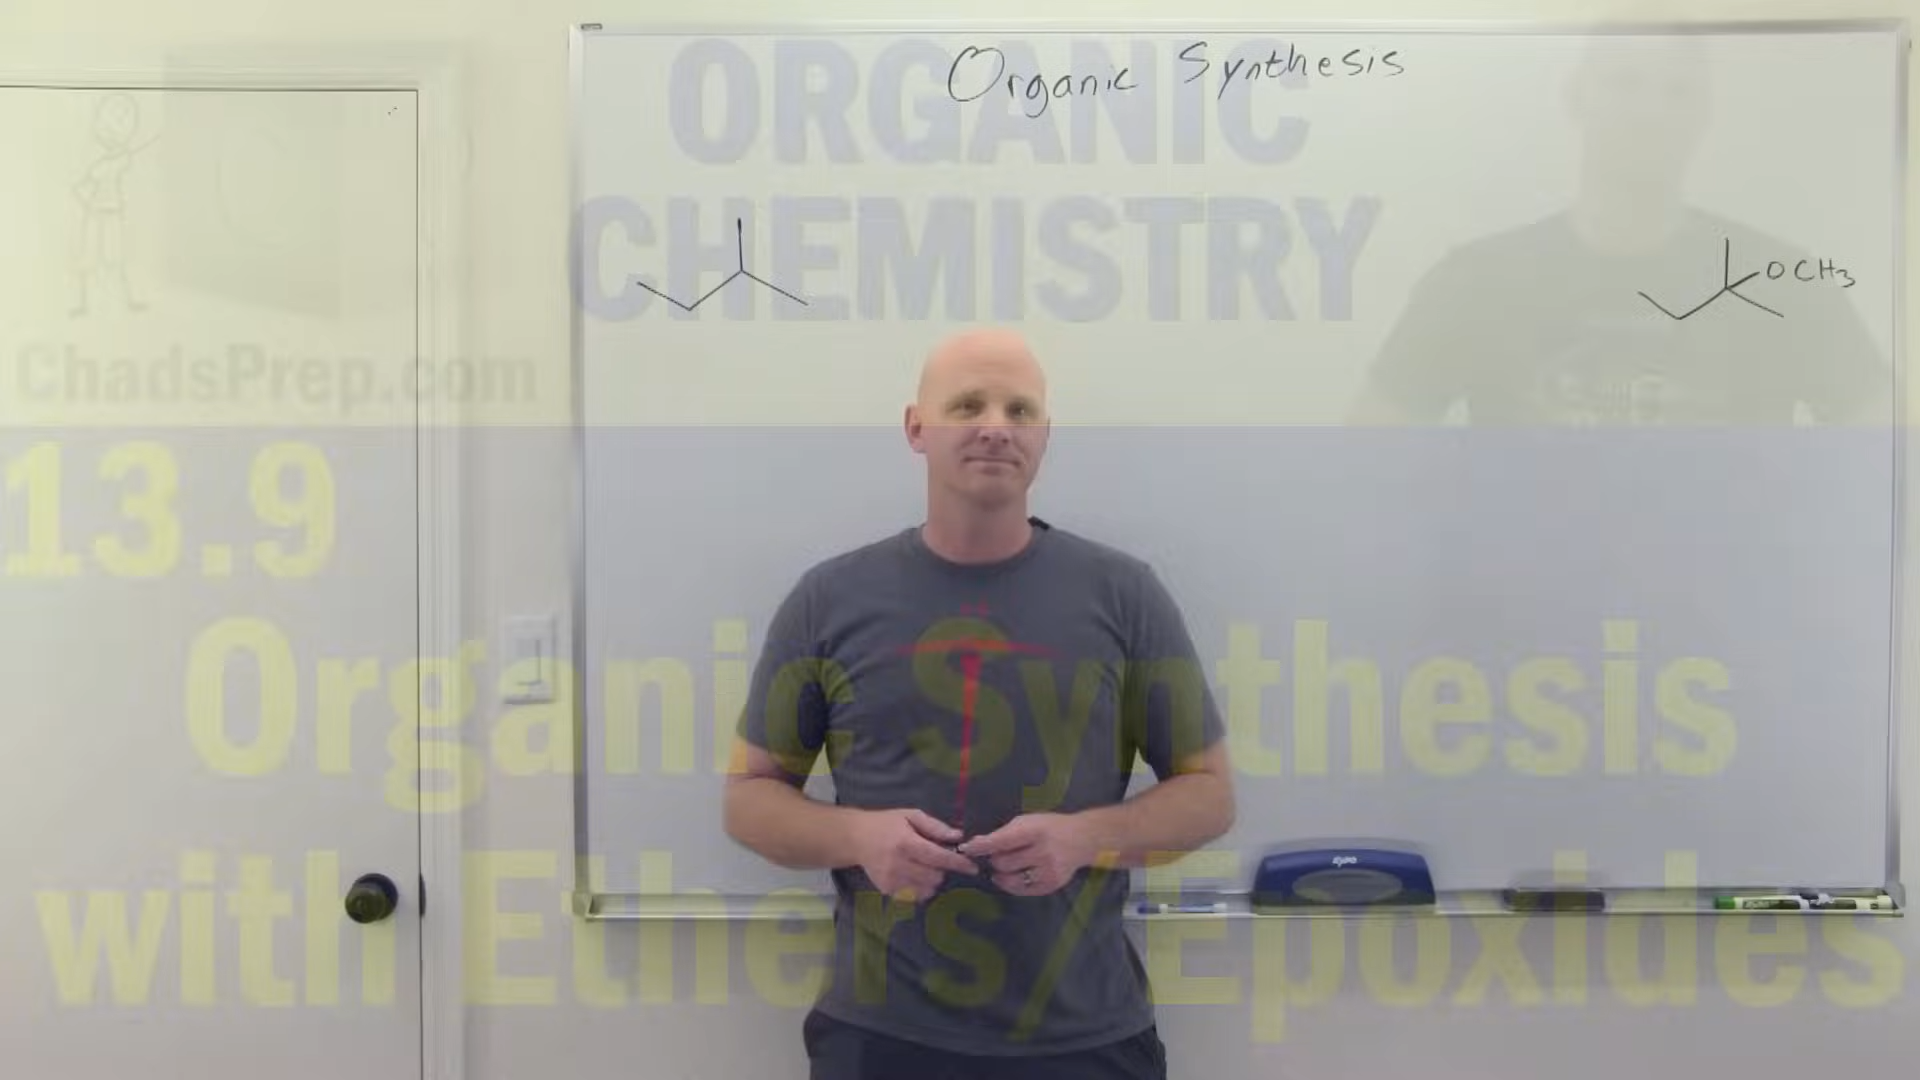 Organic Synthesis
ORGANIC
CHEMISTRY
OCH3
ChadsPrep.com
13.9
Organic Synthesis
with Ethers/Epoxides
EXPO